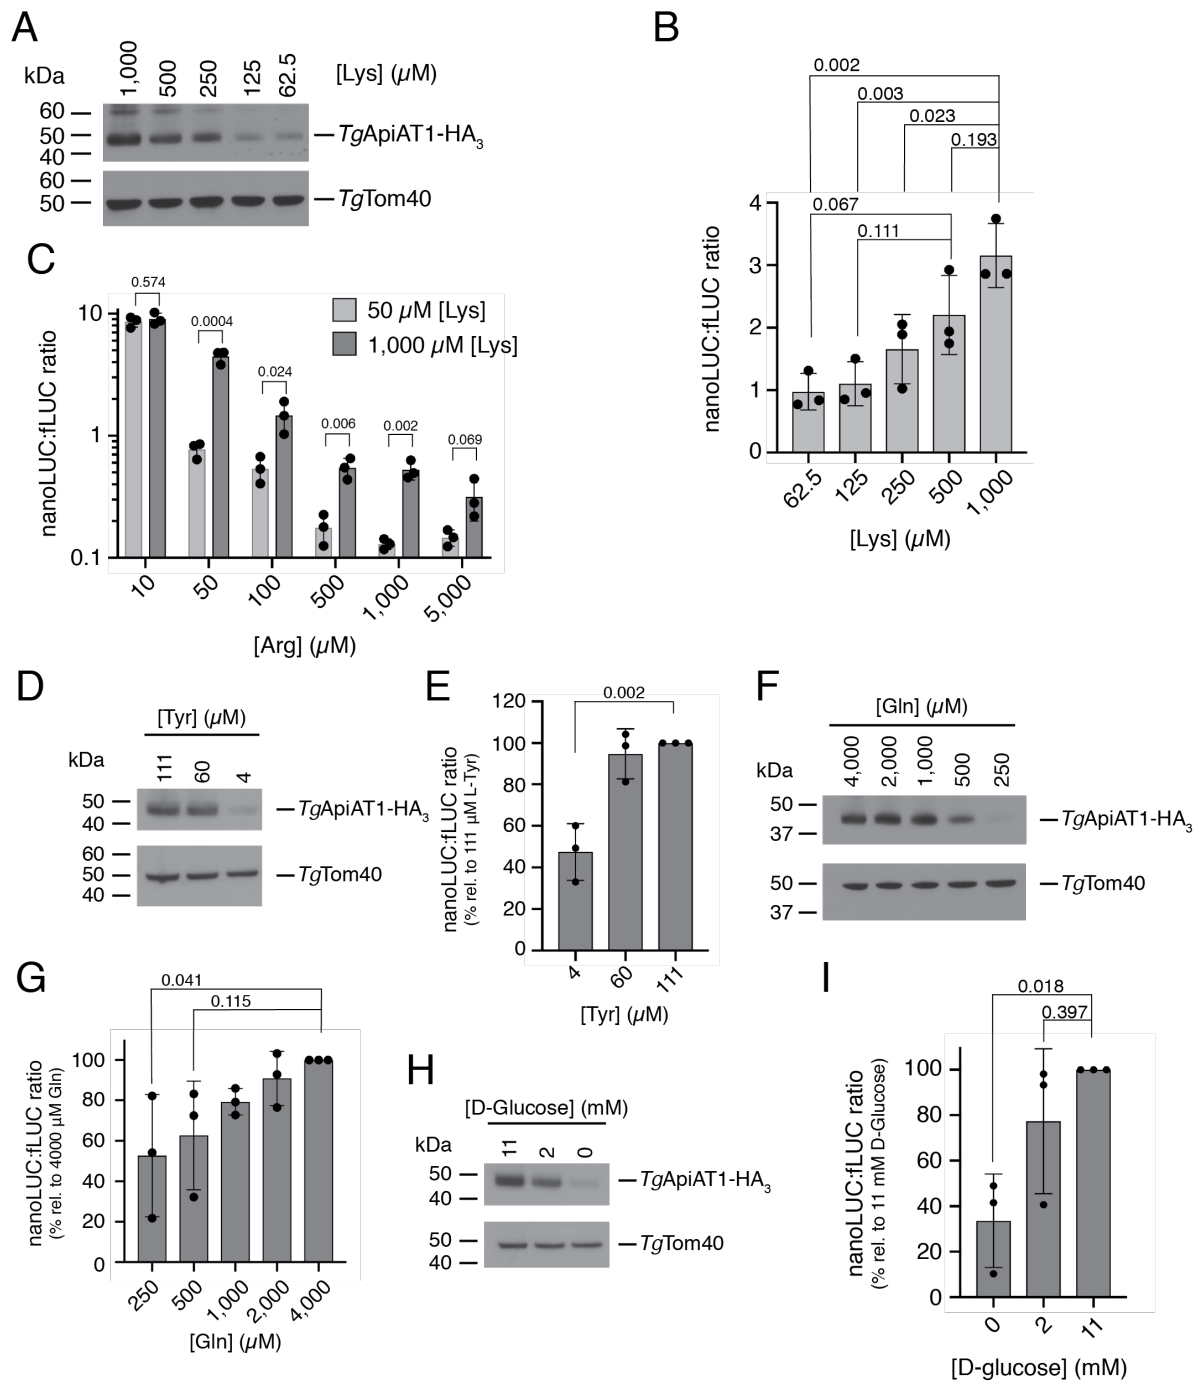 A
kDa
1,000
500
250
125
62.5
[Lys] (µM)
60
50
40
TgApiAT1-HA3
60
50
TgTom40
B
0.002
0.003
0.023
0.193
0.067
0.111
nanoLUC:fLUC ratio
4
3
2
1
0
62.5
125
250
500
1,000
[Lys] (µM)
C
0.574
0.0004
0.024
0.006
0.002
0.069
50 µM [Lys]
1,000 µM [Lys]
nanoLUC:fLUC ratio
10
1
0.1
10
50
100
500
1,000
5,000
[Arg] (µM)
D
[Tyr] (µM)
kDa
111
60
4
50
40
TgApiAT1-HA3
60
50
40
TgTom40
E
0.002
nanoLUC:fLUC ratio
(% rel. to 111 µM L-Tyr)
120
100
80
60
40
20
0
4
60
111
[Tyr] (µM)
F
[Gln] (µM)
kDa
4,000
2,000
1,000
500
250
50
37
TgApiAT1-HA3
50
37
TgTom40
G
0.041
0.115
nanoLUC:fLUC ratio
(% rel. to 4000 µM Gln)
100
80
60
40
20
0
250
500
1,000
2,000
4,000
[Gln] (µM)
H
[D-Glucose] (mM)
kDa
11
2
0
50
40
TgApiAT1-HA3
50
40
TgTom40
I
0.018
0.397
nanoLUC:fLUC ratio
(% rel. to 11 mM D-Glucose)
100
80
60
40
20
0
0
2
11
[D-glucose] (mM)